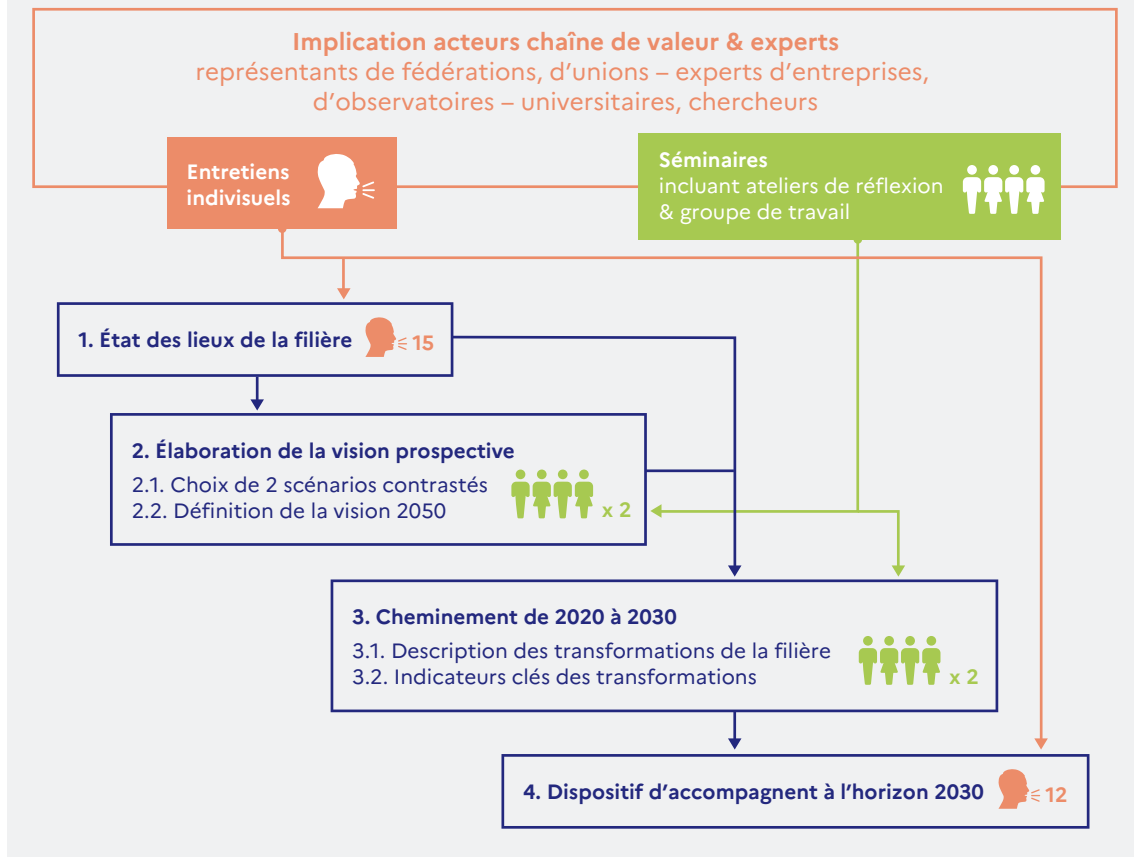 Implication acteurs chaîne de valeur & experts
représentants de fédérations, d'unions – experts d'entreprises,
d'observatoires – universitaires, chercheurs
Entretiens
indivisuels
Séminaires
incluant ateliers de réflexion
& groupe de travail
1. État des lieux de la filière
15
2. Élaboration de la vision prospective
2.1. Choix de 2 scénarios contrastés
2.2. Définition de la vision 2050
x 2
3. Cheminement de 2020 à 2030
3.1. Description des transformations de la filière
3.2. Indicateurs clés des transformations
x 2
4. Dispositif d'accompagnent à l'horizon 2030
12